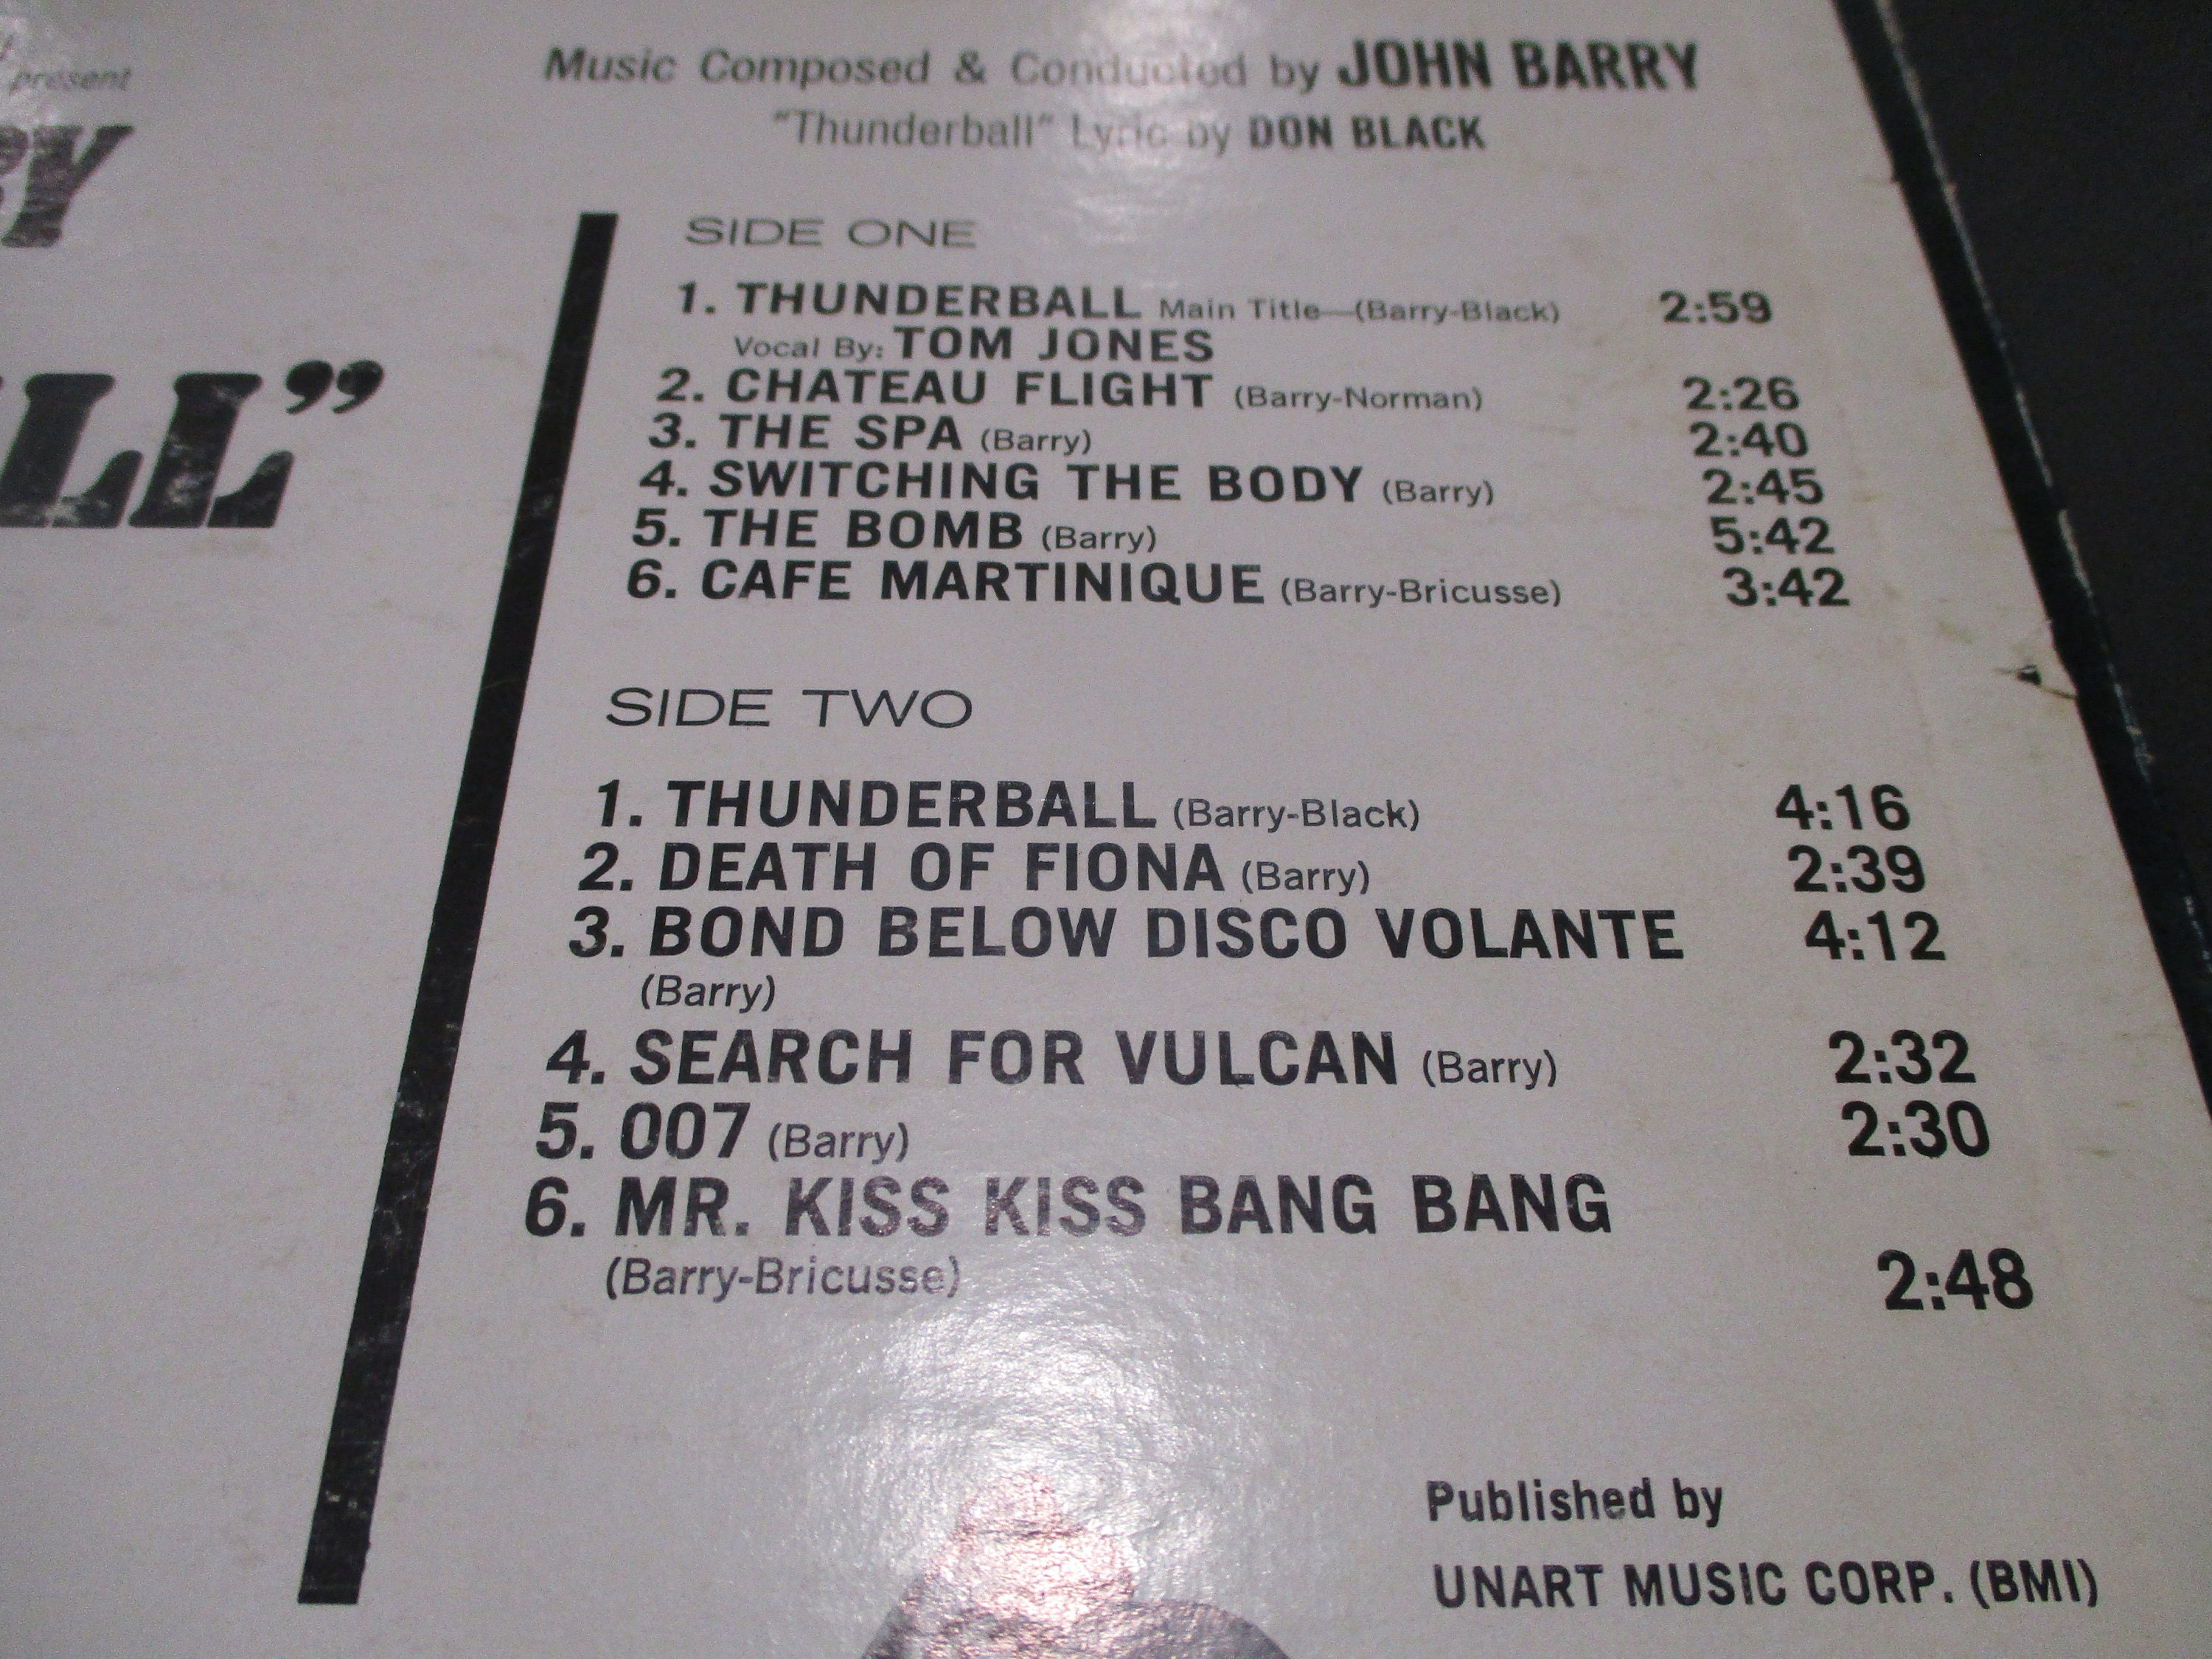 present
Music Composed & Conducted by JOHN BARRY
"Thunderball" Lyric by DON BLACK
SIDE ONE
1. THUNDERBALL Main Title—(Barry-Black) 2:59
Vocal By: TOM JONES
2. CHATEAU FLIGHT (Barry-Norman) 2:26
3. THE SPA (Barry) 2:40
4. SWITCHING THE BODY (Barry) 2:45
5. THE BOMB (Barry) 5:42
6. CAFE MARTINIQUE (Barry-Bricusse) 3:42
LL”
SIDE TWO
1. THUNDERBALL (Barry-Black) 4:16
2. DEATH OF FIONA (Barry) 2:39
3. BOND BELOW DISCO VOLANTE 4:12
(Barry)
4. SEARCH FOR VULCAN (Barry) 2:32
5. 007 (Barry) 2:30
6. MR. KISS KISS BANG BANG
(Barry-Bricusse) 2:48
Published by
UNART MUSIC CORP. (BMI)